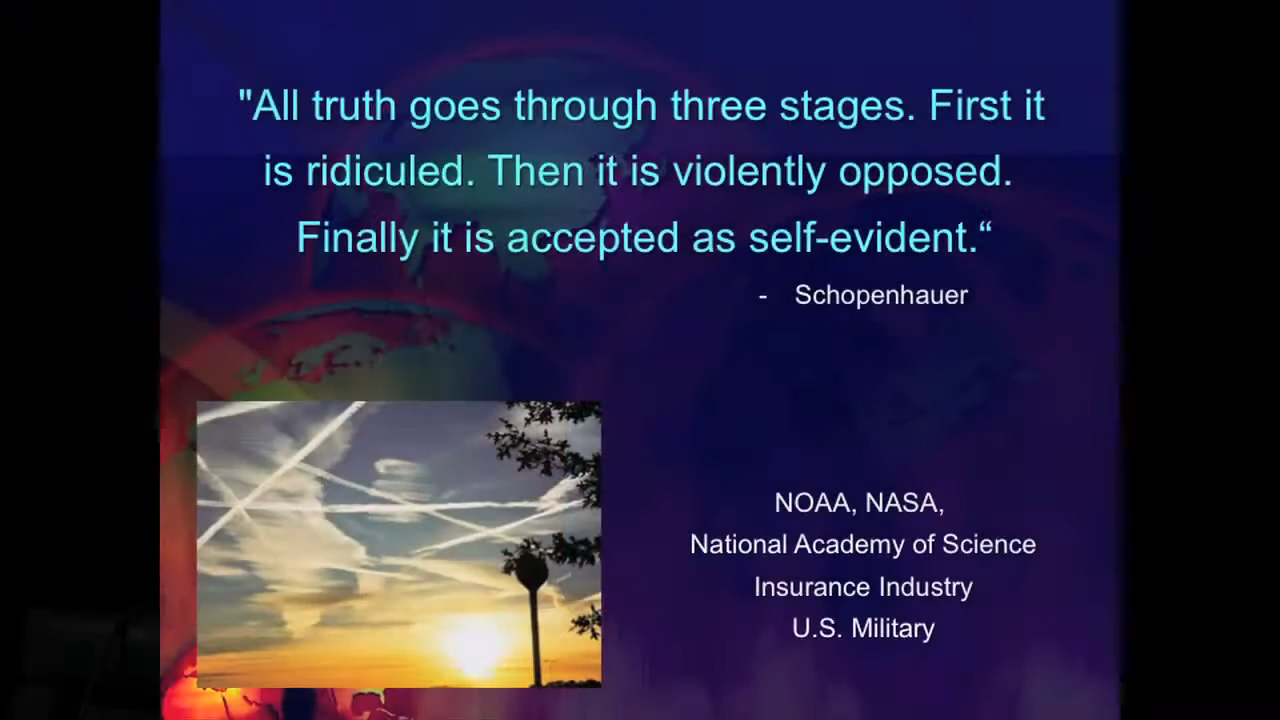 "All truth goes through three stages. First it
is ridiculed. Then it is violently opposed.
Finally it is accepted as self-evident.“
- Schopenhauer
NOAA, NASA,
National Academy of Science
Insurance Industry
U.S. Military